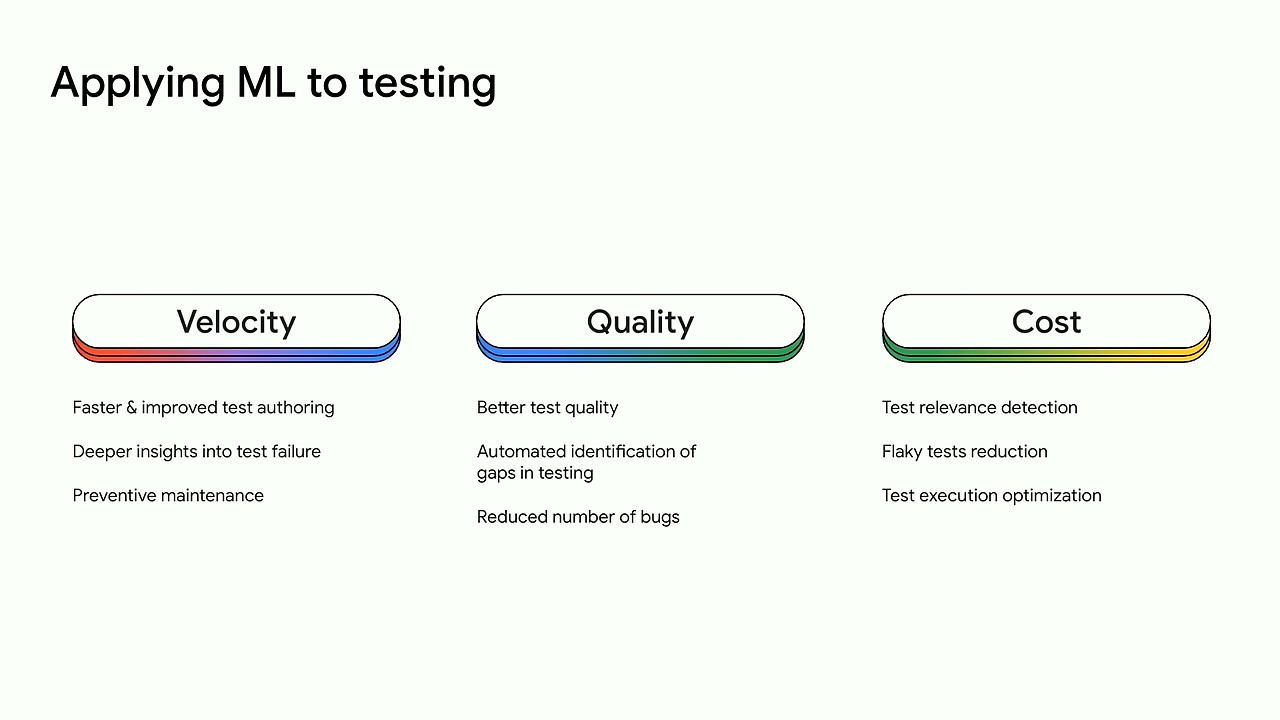 Applying ML to testing
Velocity
Faster & improved test authoring
Deeper insights into test failure
Preventive maintenance
Quality
Better test quality
Automated identification of
gaps in testing
Reduced number of bugs
Cost
Test relevance detection
Flaky tests reduction
Test execution optimization